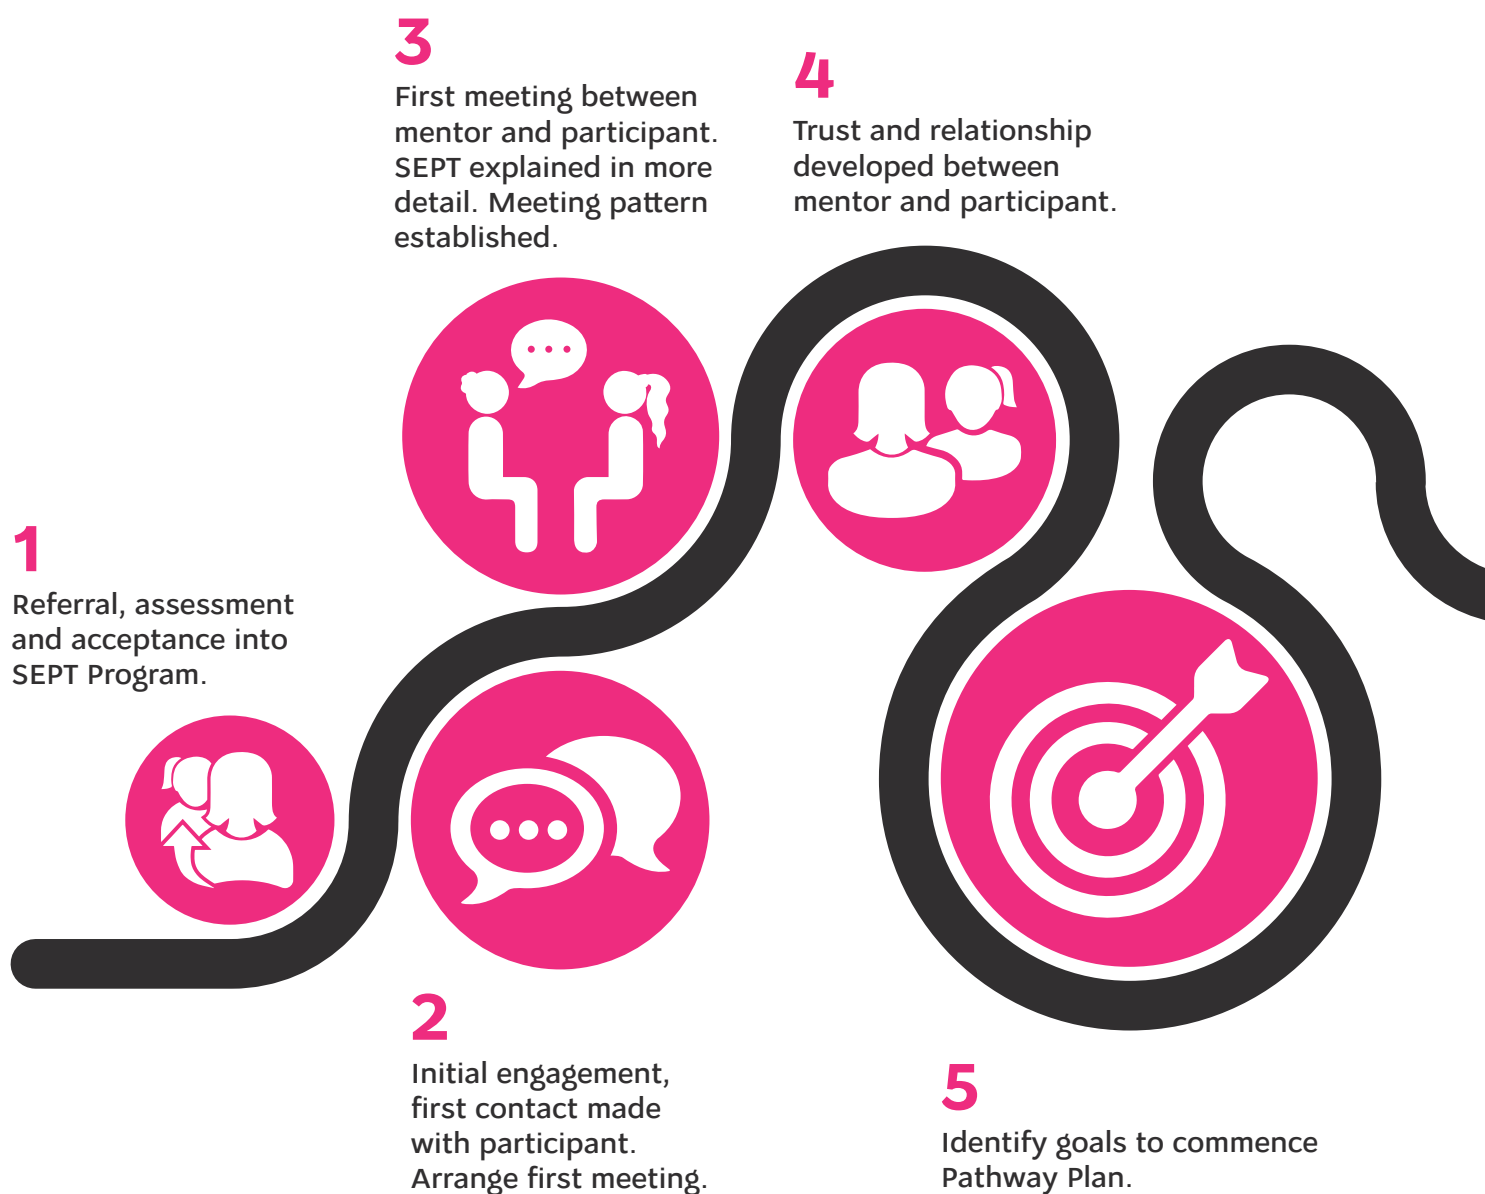 1
Referral, assessment
and acceptance into
SEPT Program.
2
Initial engagement,
first contact made
with participant.
Arrange first meeting.
3
First meeting between
mentor and participant.
SEPT explained in more
detail. Meeting pattern
established.
4
Trust and relationship
developed between
mentor and participant.
5
Identify goals to commence
Pathway Plan.